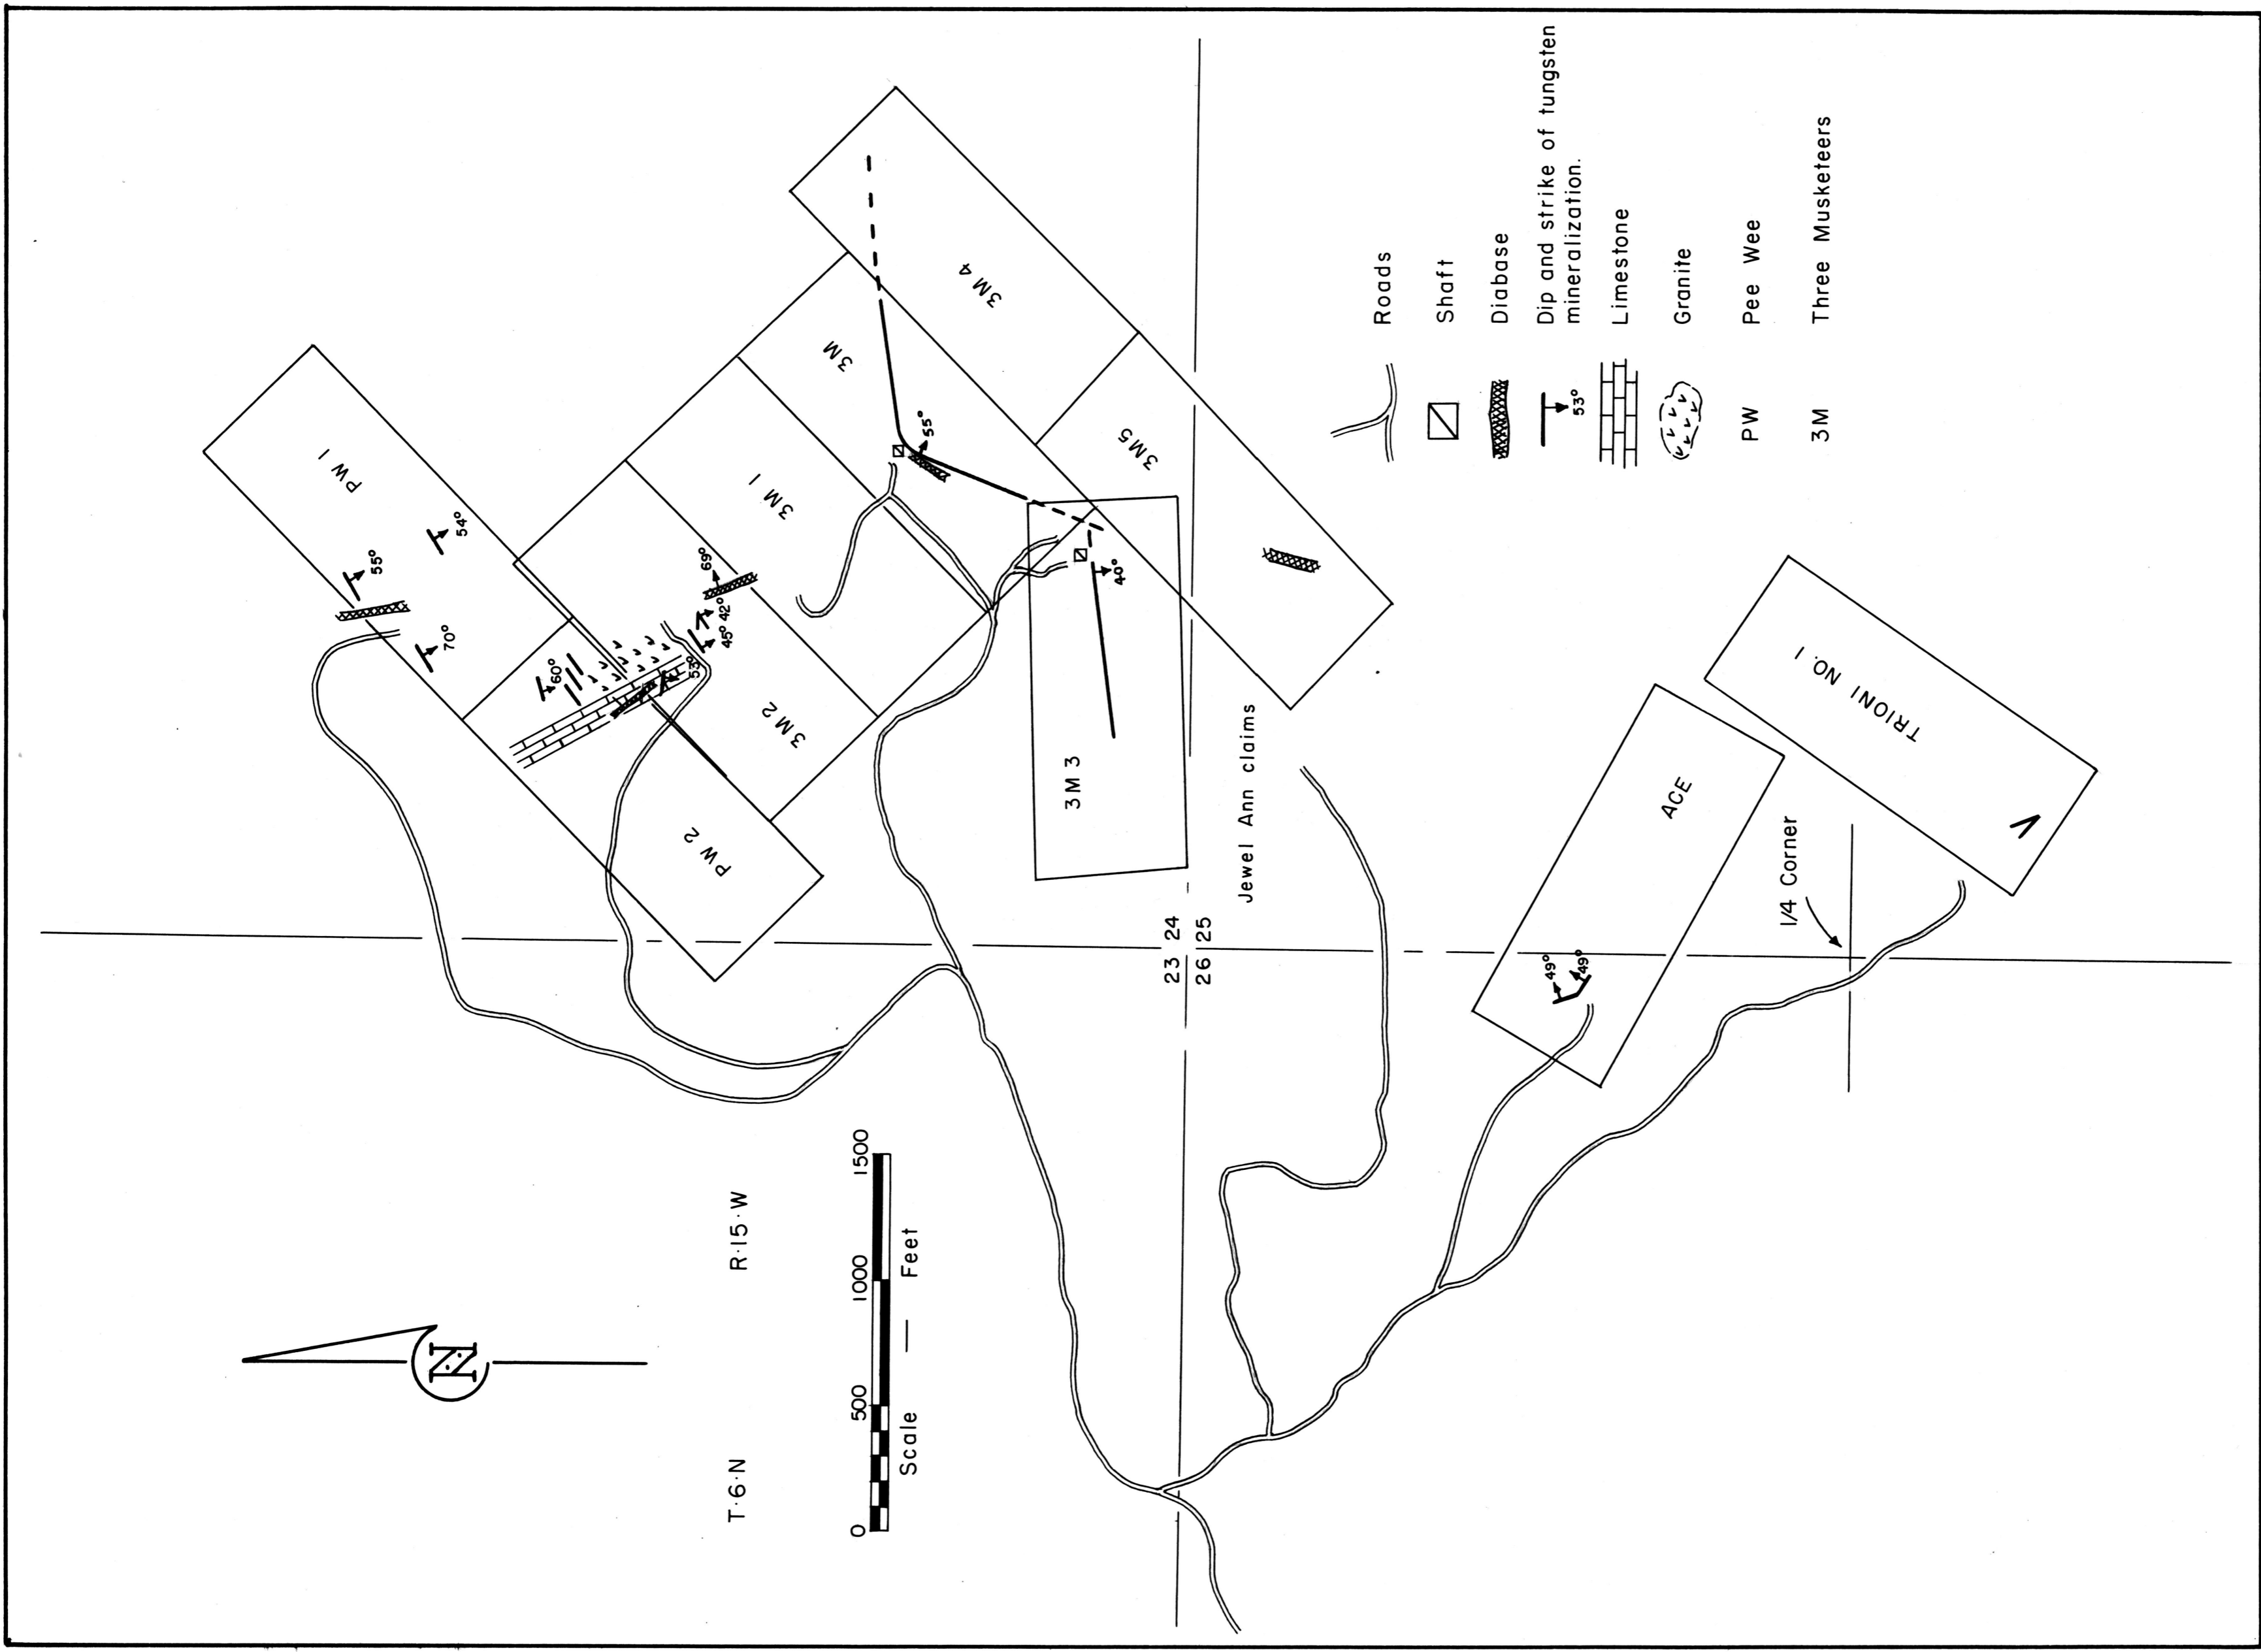 N
T.6.N
R.15.W
0 500 1000 1500
Scale — Feet
PW 1
55°
54°
70°
60°
PW 2
53°
45° 42°
69°
3M 2
3M 1
3M
55°
3M 4
3M5
3M 3
40°
23 24
26 25
Jewel Ann claims
49°
49°
ACE
TRIONI NO. 1
1/4 Corner
Roads
Shaft
Diabase
53°
Dip and strike of tungsten
mineralization.
Limestone
Granite
PW Pee Wee
3M Three Musketeers